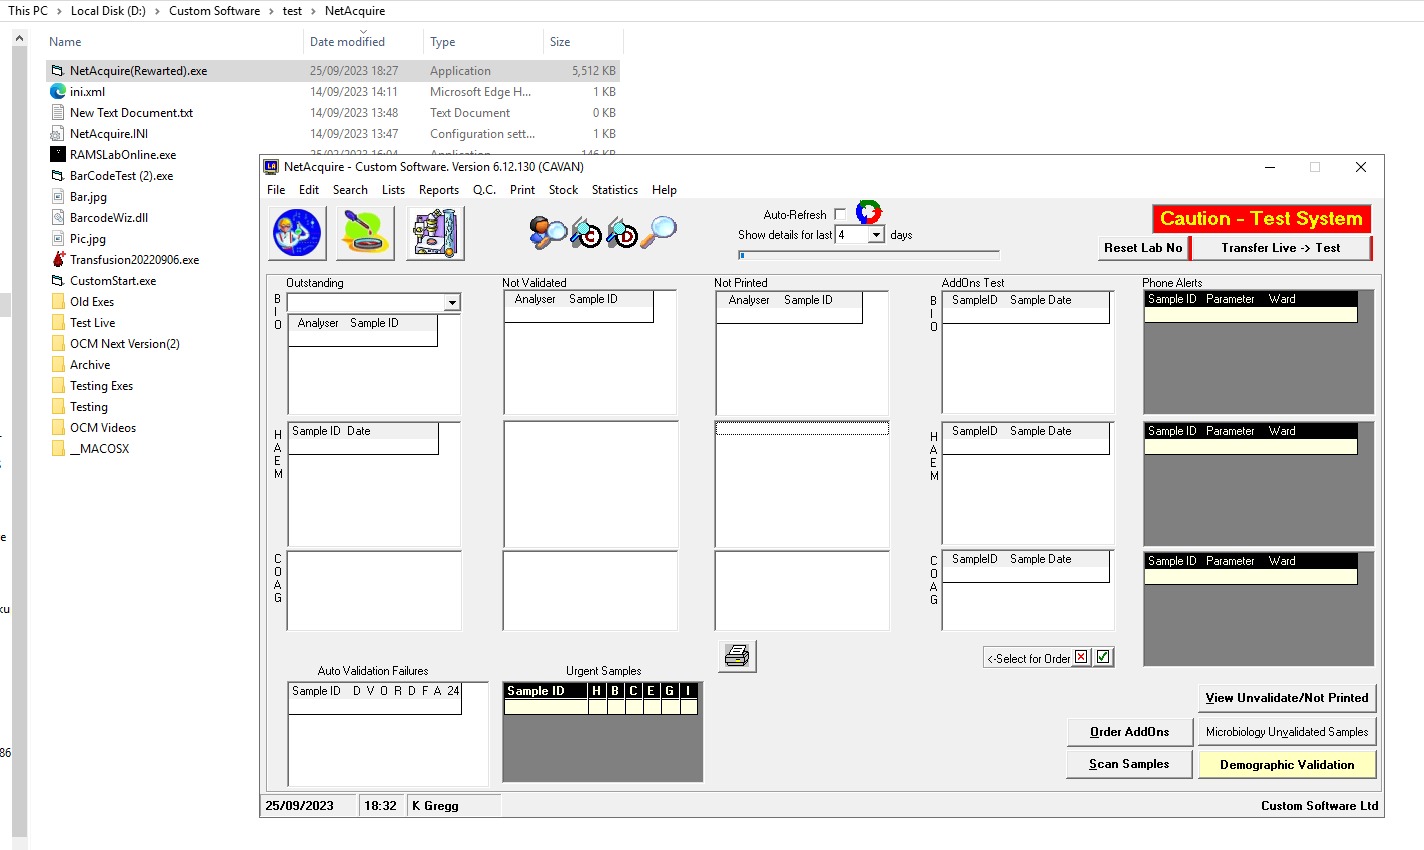 This PC > Local Disk (D:) > Custom Software > test > NetAcquire
Name Date modified Type Size
NetAcquire(Rewarted).exe 25/09/2023 18:27 Application 5,512 KB
ini.xml 14/09/2023 14:11 Microsoft Edge H... 1 KB
New Text Document.txt 14/09/2023 13:48 Text Document 0 KB
NetAcquire.INI 14/09/2023 13:47 Configuration sett... 1 KB
RAMSLabOnline.exe Application 146 KB
BarCodeTest (2).exe
Bar.jpg
BarcodeWiz.dll
Pic.jpg
Transfusion20220906.exe
CustomStart.exe
Old Exes
Test Live
OCM Next Version(2)
Archive
Testing Exes
Testing
OCM Videos
__MACOSX
e
ku
86
NetAcquire - Custom Software. Version 6.12.130 (CAVAN)
File Edit Search Lists Reports Q.C. Print Stock Statistics Help
Auto-Refresh
Show details for last 4 days
Caution - Test System
Reset Lab No Transfer Live -> Test
Outstanding Not Validated Not Printed AddOns Test Phone Alerts
BIO
Analyser Sample ID
Analyser Sample ID
Analyser Sample ID
BIO
SampleID Sample Date
Sample ID Parameter Ward
HAEM
Sample ID Date
HAEM
SampleID Sample Date
Sample ID Parameter Ward
COAG
COAG
SampleID Sample Date
Sample ID Parameter Ward
<-Select for Order
Auto Validation Failures
Sample ID D V O R D F A 24
Urgent Samples
Sample ID H B C E G I
View Unvalidate/Not Printed
Order AddOns Microbiology Unvalidated Samples
Scan Samples Demographic Validation
25/09/2023 18:32 K Gregg Custom Software Ltd